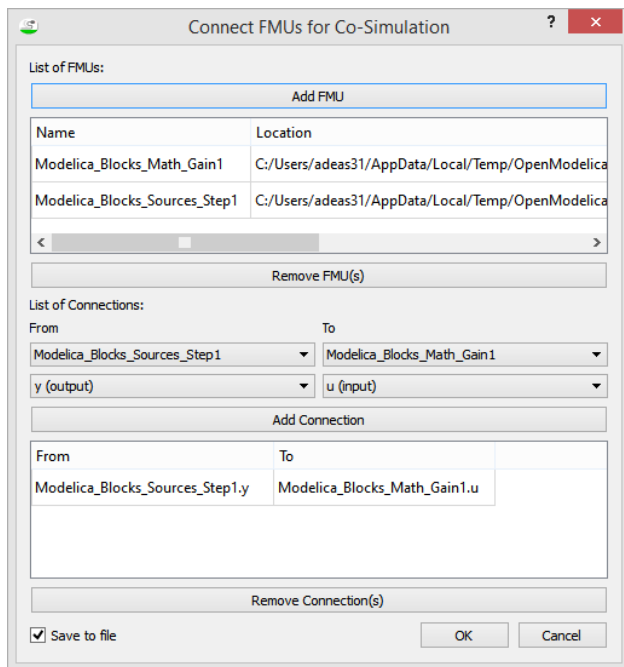 Connect FMUs for Co-Simulation ? ×
List of FMUs:
Add FMU
Name Location
Modelica_Blocks_Math_Gain1 C:/Users/adeas31/AppData/Local/Temp/OpenModelica
Modelica_Blocks_Sources_Step1 C:/Users/adeas31/AppData/Local/Temp/OpenModelica
Remove FMU(s)
List of Connections:
From To
Modelica_Blocks_Sources_Step1 Modelica_Blocks_Math_Gain1
y (output) u (input)
Add Connection
From To
Modelica_Blocks_Sources_Step1.y Modelica_Blocks_Math_Gain1.u
Remove Connection(s)
Save to file OK Cancel